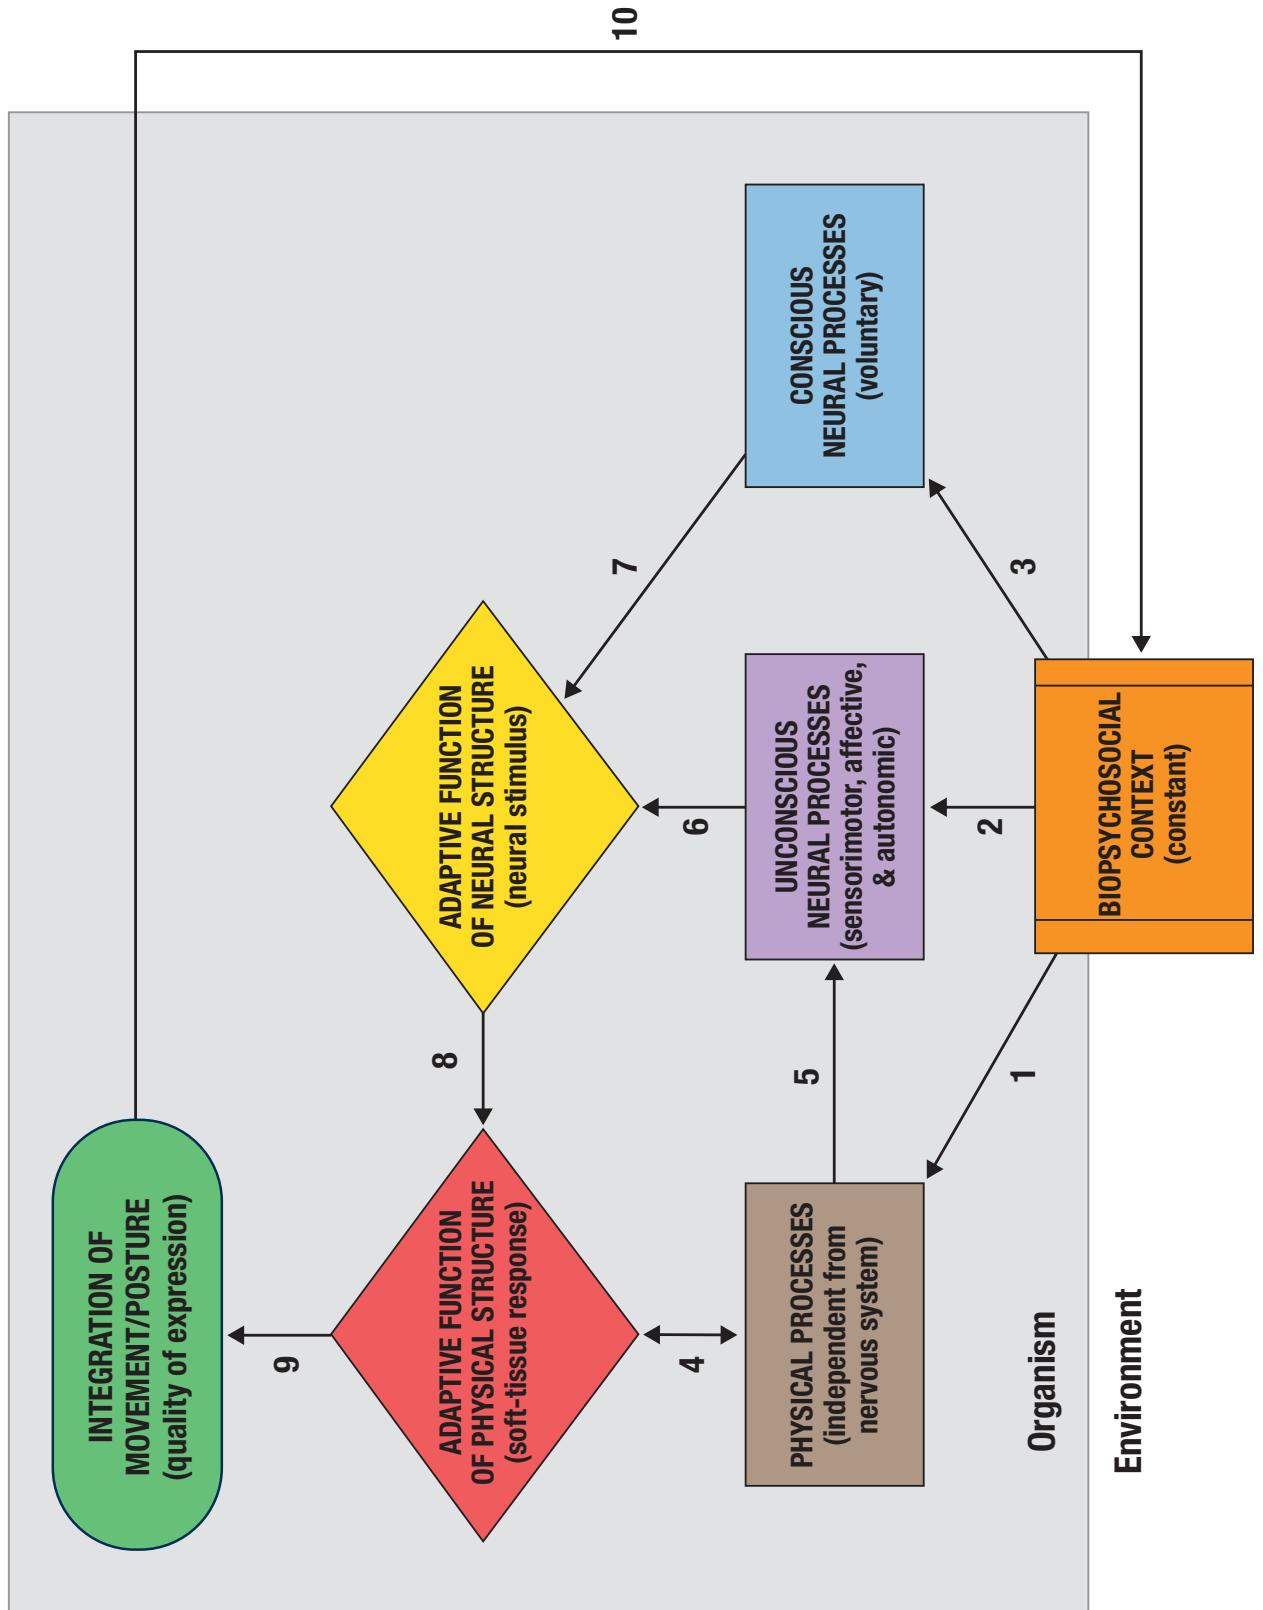 INTEGRATION OF
MOVEMENT/POSTURE
(quality of expression)
10
9
ADAPTIVE FUNCTION
OF PHYSICAL STRUCTURE
(soft-tissue response)
8
ADAPTIVE FUNCTION
OF NEURAL STRUCTURE
(neural stimulus)
4
6
7
PHYSICAL PROCESSES
(independent from
nervous system)
5
UNCONSCIOUS
NEURAL PROCESSES
(sensorimotor, affective,
& autonomic)
CONSCIOUS
NEURAL PROCESSES
(voluntary)
1
2
3
Organism
Environment
BIOPSYCHOSOCIAL
CONTEXT
(constant)